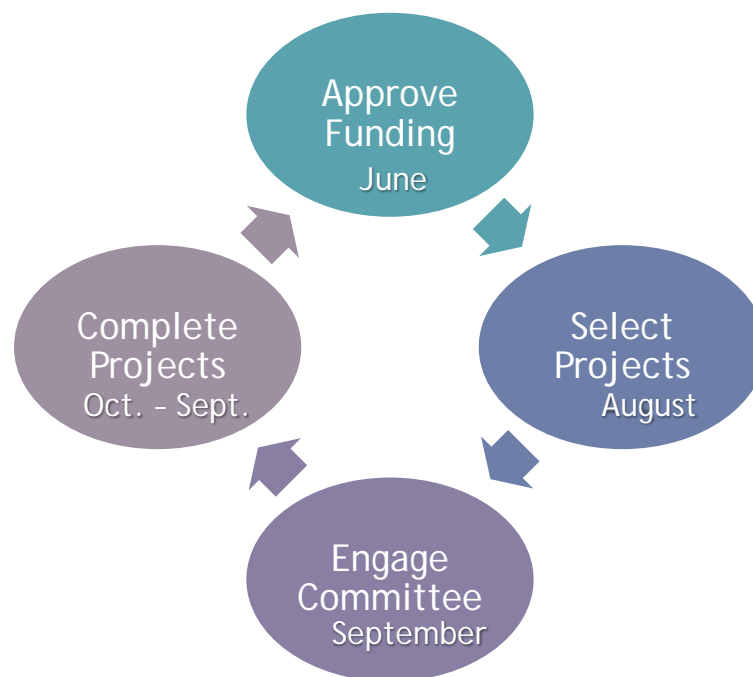 Approve
Funding
June
Select
Projects
August
Engage
Committee
September
Complete
Projects
Oct. - Sept.